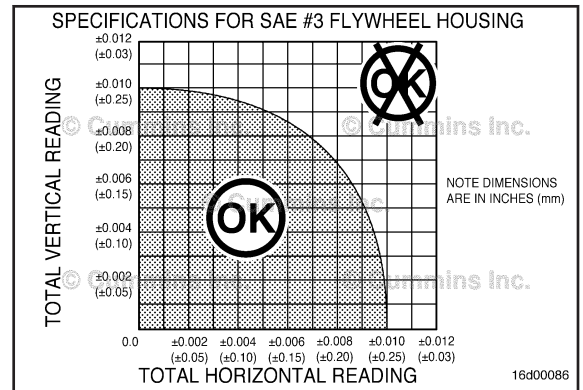 SPECIFICATIONS FOR SAE #3 FLYWHEEL HOUSING
±0.012
(±0.03)
±0.010
(±0.25)
±0.008
(±0.20)
±0.006
(±0.15)
±0.004
(±0.10)
±0.002
(±0.05)
TOTAL VERTICAL READING
OK
OK
© Cummins Inc.
© Cummins Inc.
© Cummins Inc.
© Cummins Inc.
© Cummins Inc.
NOTE DIMENSIONS
ARE IN INCHES (mm)
0.0 ±0.002 ±0.004 ±0.006 ±0.008 ±0.010 ±0.012
(±0.05) (±0.10) (±0.15) (±0.20) (±0.25) (±0.03)
TOTAL HORIZONTAL READING
16d00086